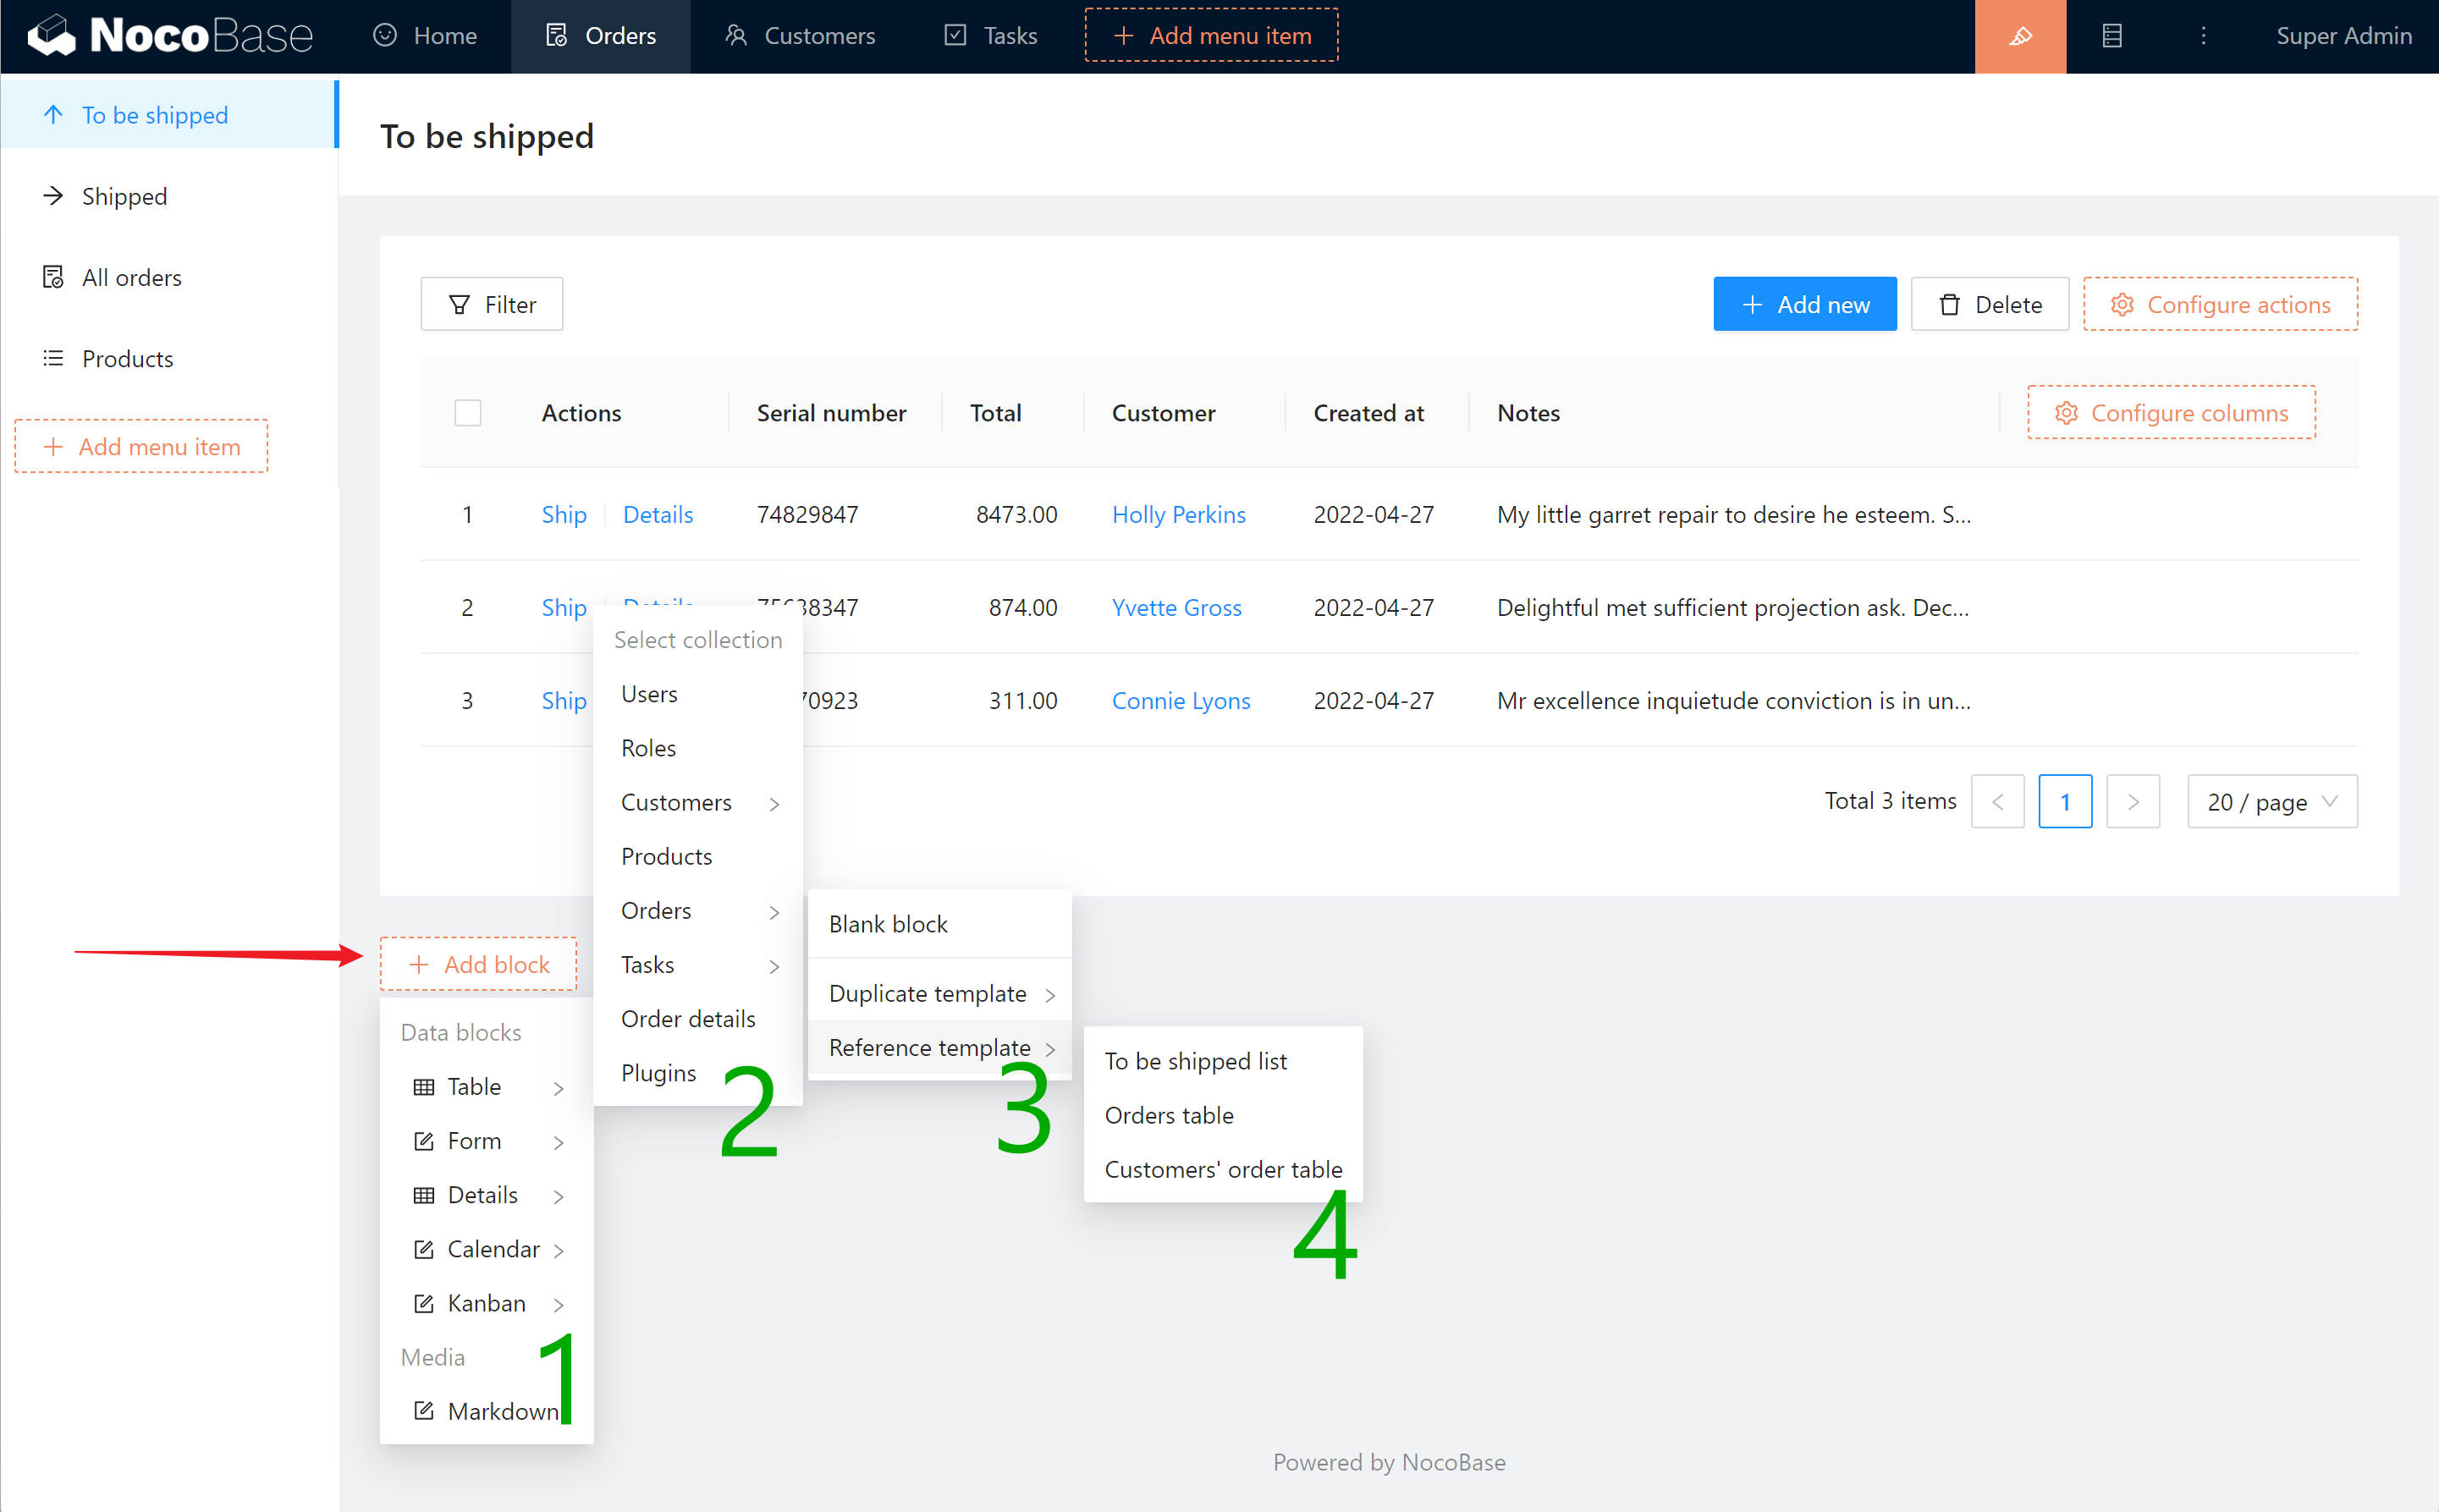 NocoBase Home Orders Customers Tasks + Add menu item Super Admin
To be shipped
Shipped
All orders
Products
+ Add menu item
To be shipped
Filter + Add new Delete Configure actions
Actions Serial number Total Customer Created at Notes Configure columns
1 Ship Details 74829847 8473.00 Holly Perkins 2022-04-27 My little garret repair to desire he esteem. S...
2 Ship Details 75638347 874.00 Yvette Gross 2022-04-27 Delightful met sufficient projection ask. Dec...
3 Ship 70923 311.00 Connie Lyons 2022-04-27 Mr excellence inquietude conviction is in un...
Total 3 items < 1 > 20 / page
+ Add block
Data blocks
Table
Form
Details
Calendar
Kanban
Media
Markdown
1
Select collection
Users
Roles
Customers
Products
Orders
Tasks
Order details
Plugins
2
Blank block
Duplicate template
Reference template
3
To be shipped list
Orders table
Customers' order table
4
Powered by NocoBase